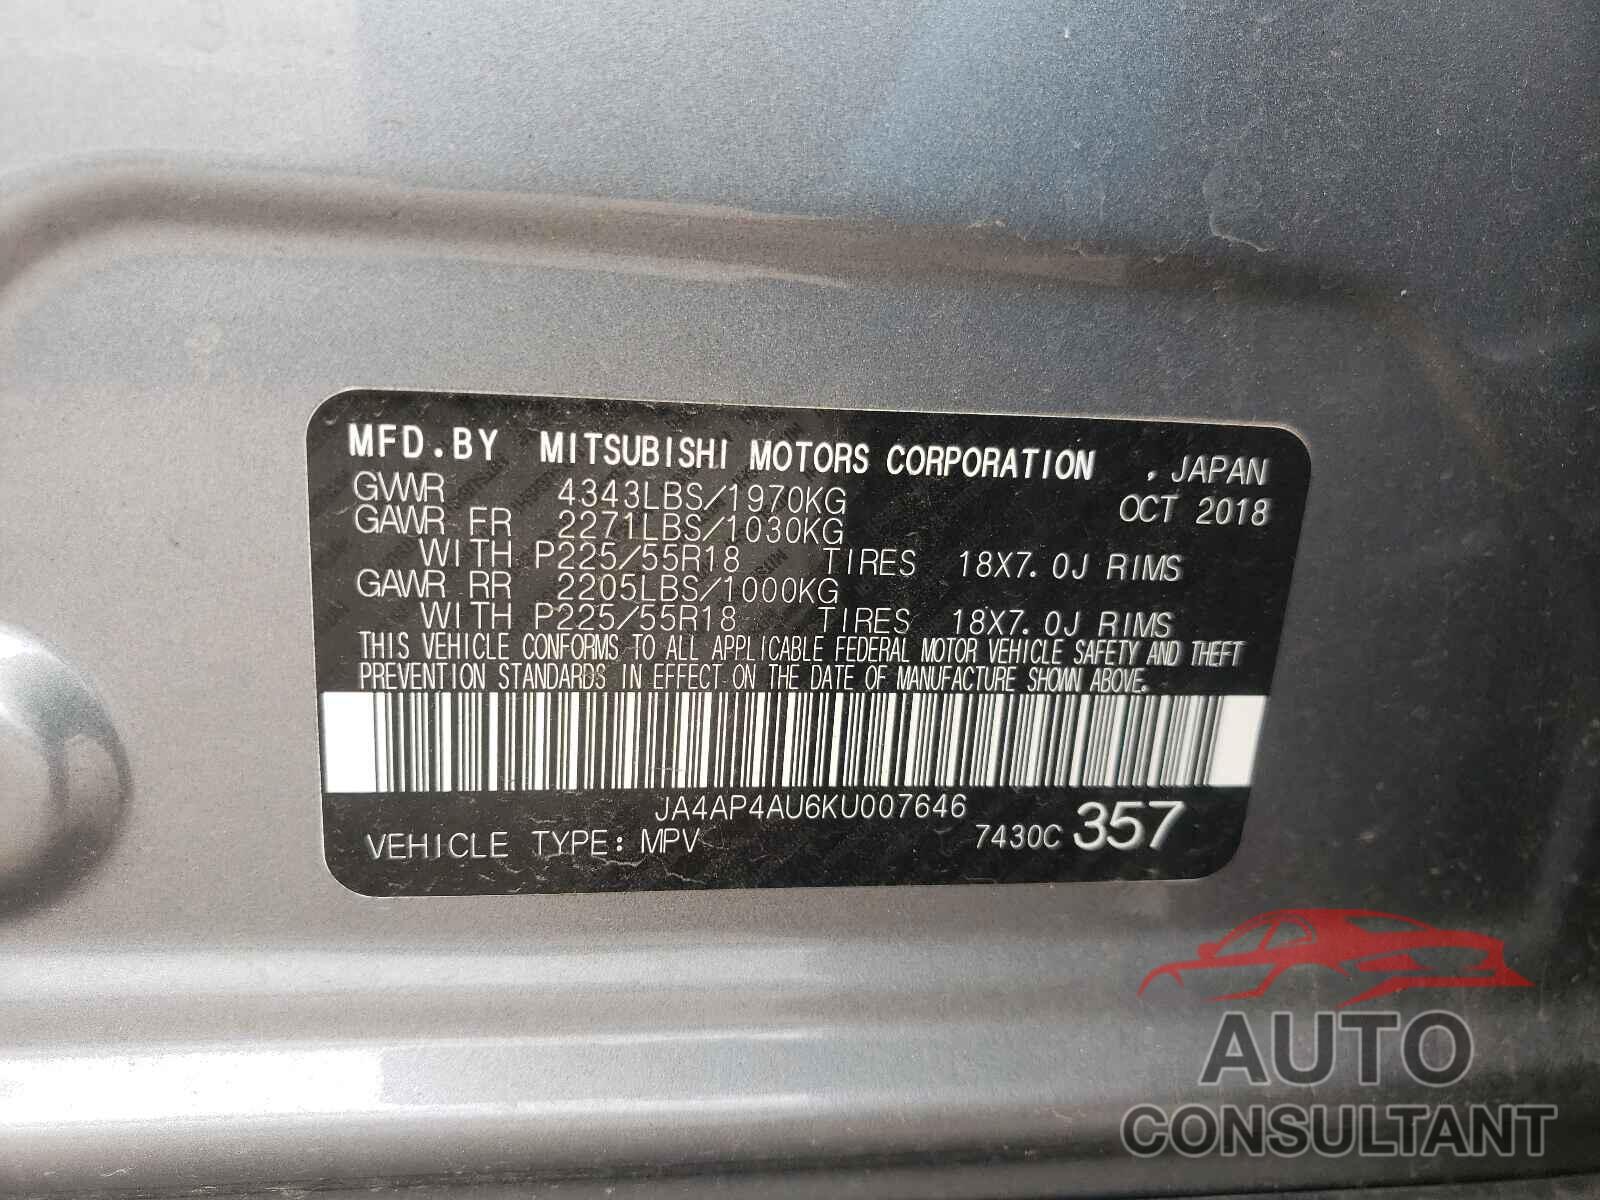 MFD.BY MITSUBISHI MOTORS CORPORATION , JAPAN
GVWR 4343LBS/1970KG OCT 2018
GAWR FR 2271LBS/1030KG
WITH P225/55R18 TIRES 18X7.0J RIMS
GAWR RR 2205LBS/1000KG
WITH P225/55R18 TIRES 18X7.0J RIMS
THIS VEHICLE CONFORMS TO ALL APPLICABLE FEDERAL MOTOR VEHICLE SAFETY AND THEFT
PREVENTION STANDARDS IN EFFECT ON THE DATE OF MANUFACTURE SHOWN ABOVE.
JA4AP4AU6KU007646
VEHICLE TYPE: MPV 7430C 357
AUTO
CONSULTANT